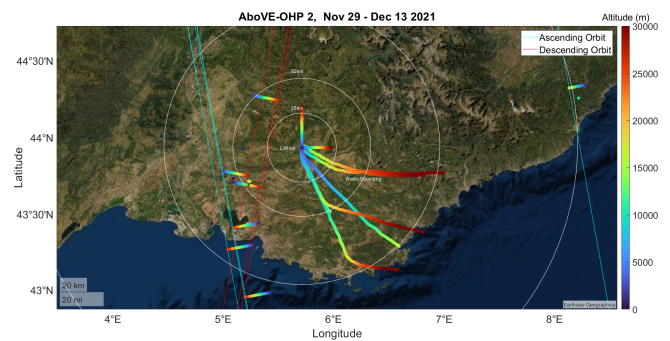 AboVE-OHP 2, Nov 29 - Dec 13 2021
Altitude (m)
Ascending Orbit
Descending Orbit
44°30'N
44°N
43°30'N
43°N
Latitude
50km
25km
LiWind
RadioSounding
20 km
20 mi
Earthstar Geographics
4°E
5°E
6°E
7°E
8°E
Longitude
30000
25000
20000
15000
10000
5000
0